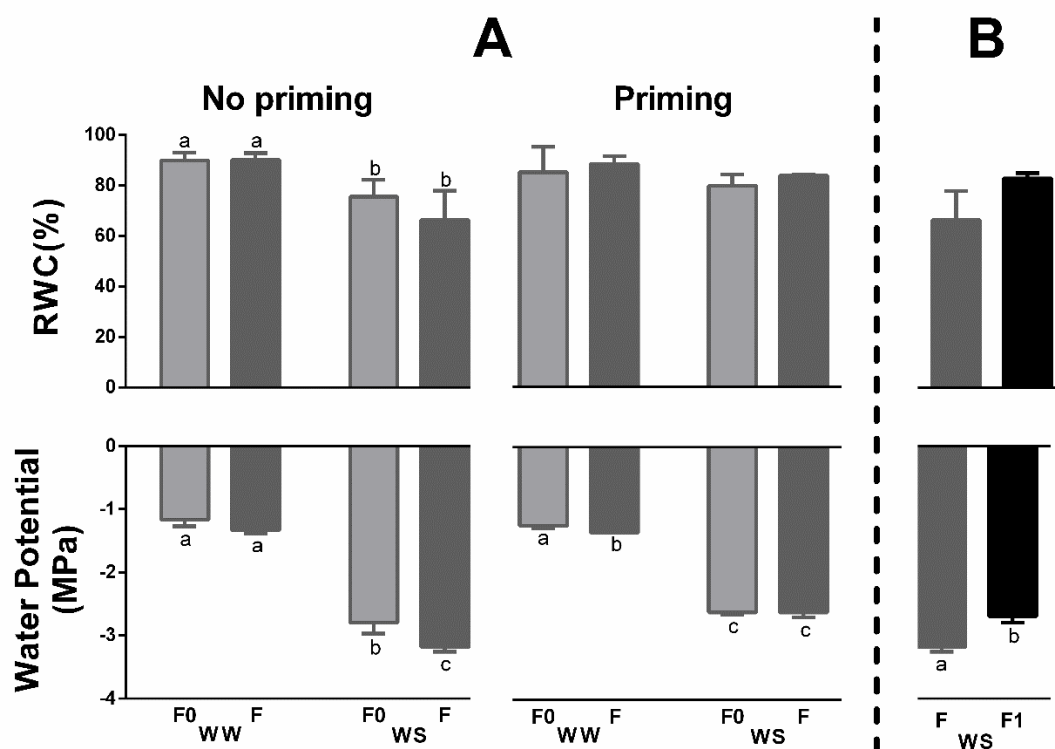 A
B
No priming
Priming
RWC(%)
100
80
60
40
20
0
a
a
b
b
Water Potential
(MPa)
0
-1
-2
-3
-4
a
a
b
c
a
b
c
c
a
b
F0
F
F0
F
WW
WS
F0
F
F0
F
WW
WS
F
F1
WS